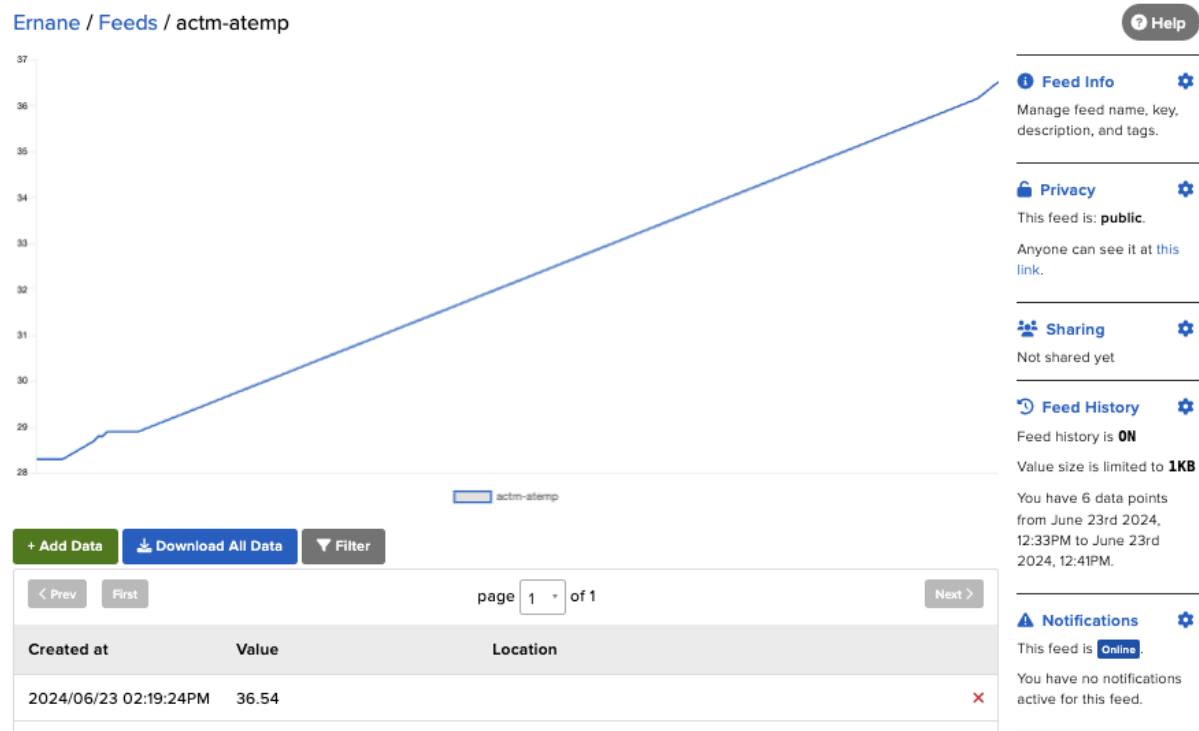 Ernane / Feeds / actm-atemp
Help
37
36
35
34
33
32
31
30
29
28
actm-atemp
+ Add Data
Download All Data
Filter
< Prev
First
page 1 of 1
Next >
Created at Value Location
2024/06/23 02:19:24PM 36.54
Feed Info
Manage feed name, key,
description, and tags.
Privacy
This feed is: public.
Anyone can see it at this
link.
Sharing
Not shared yet
Feed History
Feed history is ON
Value size is limited to 1KB
You have 6 data points
from June 23rd 2024,
12:33PM to June 23rd
2024, 12:41PM.
Notifications
This feed is Online.
You have no notifications
active for this feed.